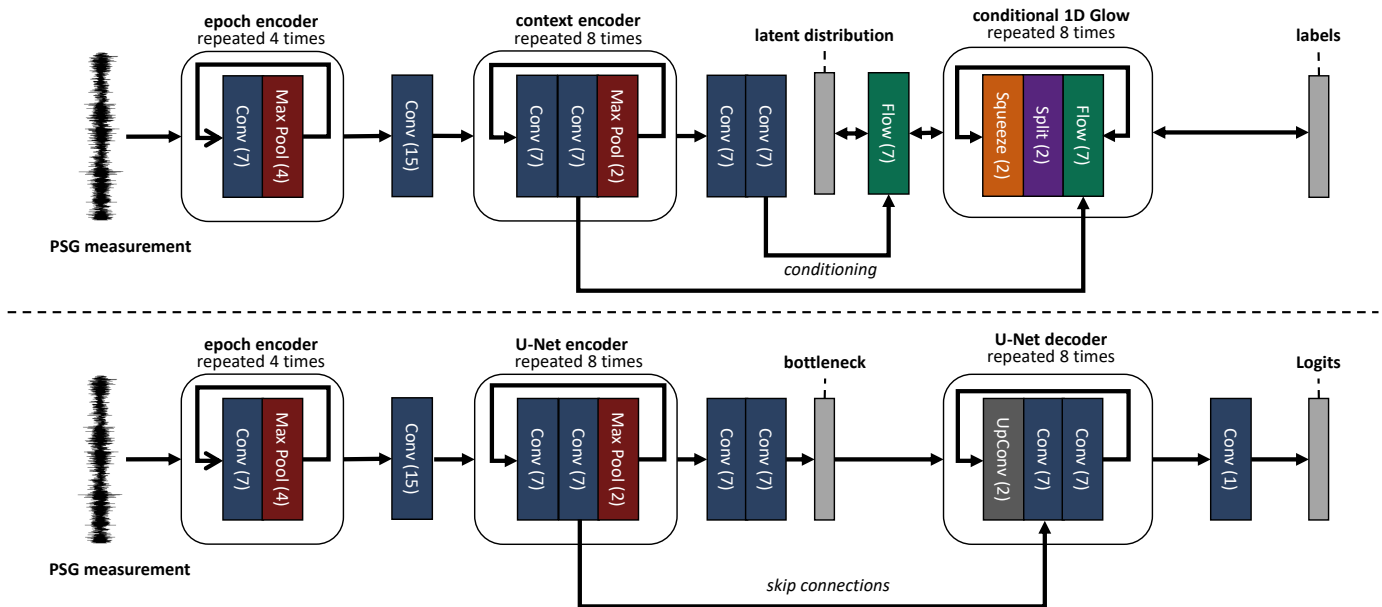 epoch encoder
repeated 4 times
context encoder
repeated 8 times
latent distribution
conditional 1D Glow
repeated 8 times
labels
Conv (7)
Max Pool (4)
Conv (15)
Conv (7)
Conv (7)
Max Pool (2)
Conv (7)
Conv (7)
Flow (7)
Squeeze (2)
Split (2)
Flow (7)
PSG measurement
conditioning
epoch encoder
repeated 4 times
U-Net encoder
repeated 8 times
bottleneck
U-Net decoder
repeated 8 times
Logits
Conv (7)
Max Pool (4)
Conv (15)
Conv (7)
Conv (7)
Max Pool (2)
Conv (7)
Conv (7)
UpConv (2)
Conv (7)
Conv (7)
Conv (1)
PSG measurement
skip connections